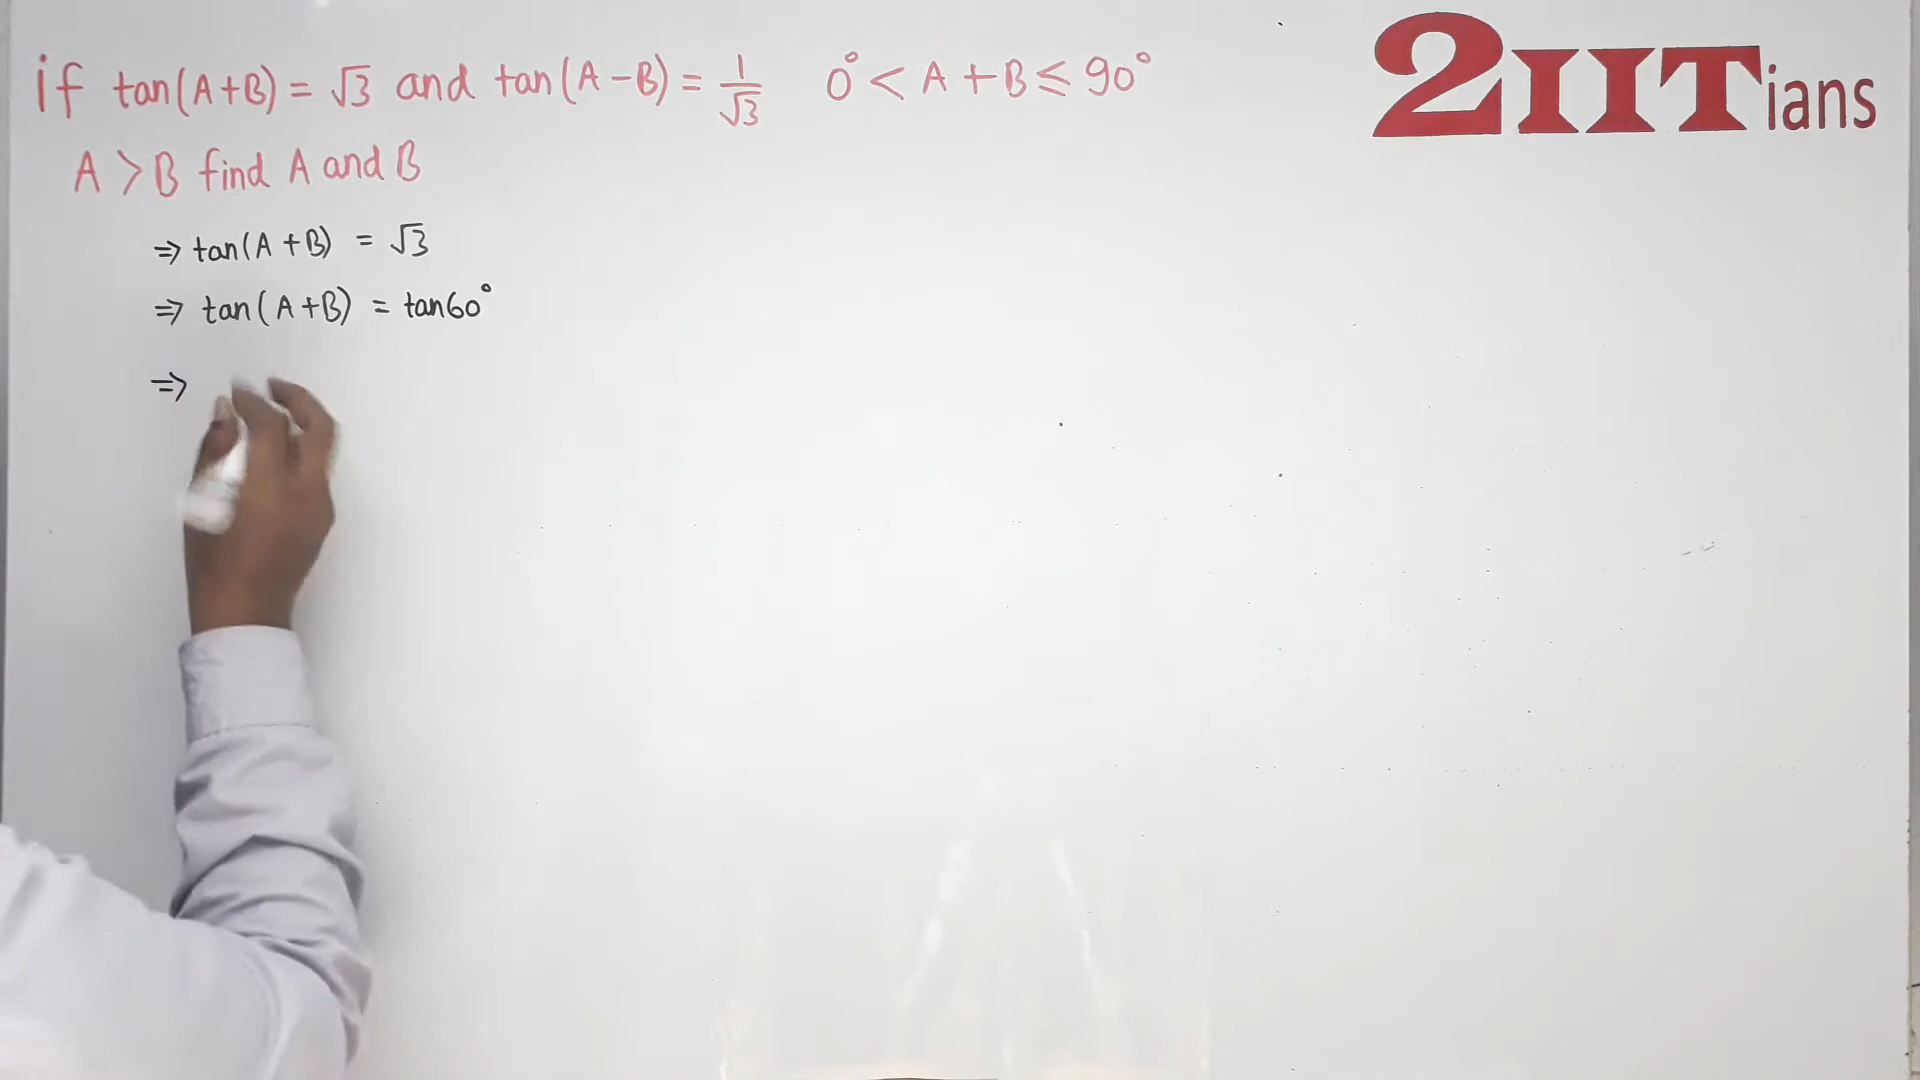 if tan(A+B) = √3 and tan(A-B) = 1/√3 0° < A + B ≤ 90°
2IITians
A > B find A and B
⇒ tan(A+B) = √3
⇒ tan(A+B) = tan60°
⇒